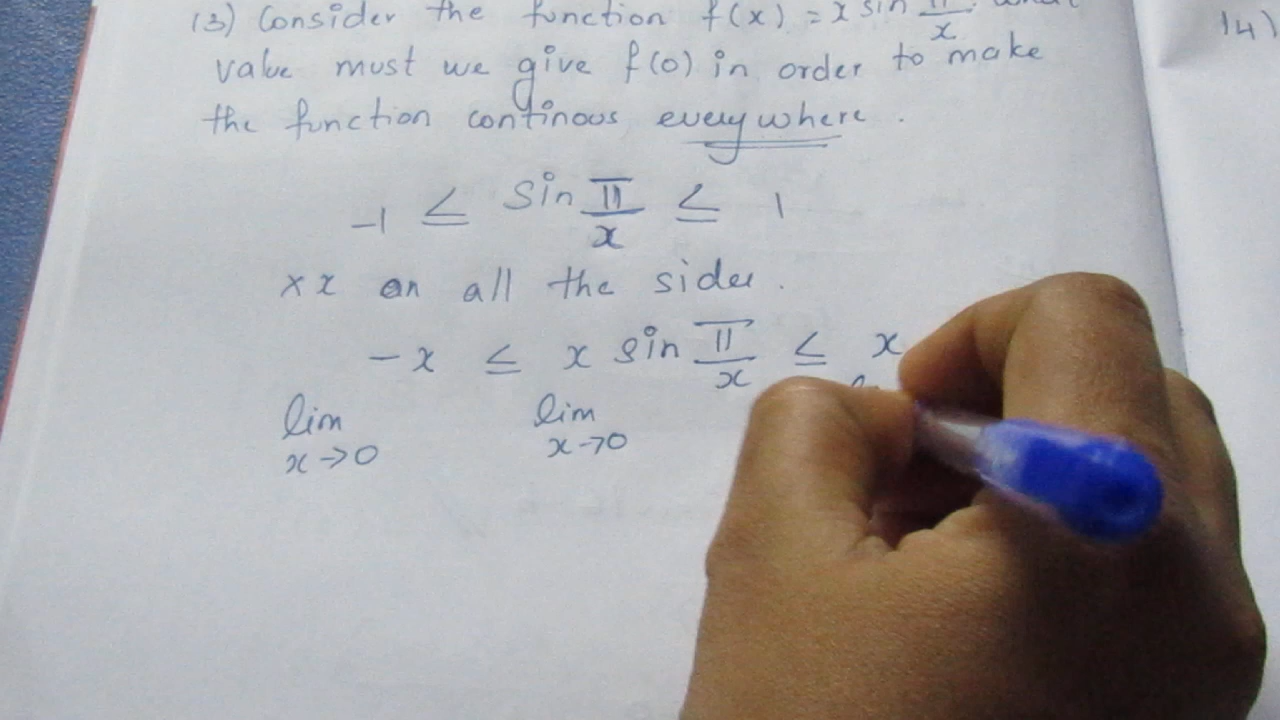 13) Consider the function f(x) = x sin π/x.
value must we give f(0) in order to make
the function continous everywhere.
-1 ≤ Sin π/x ≤ 1
× x on all the sides.
-x ≤ x sin π/x ≤ x
lim x→0 lim x→0
14)